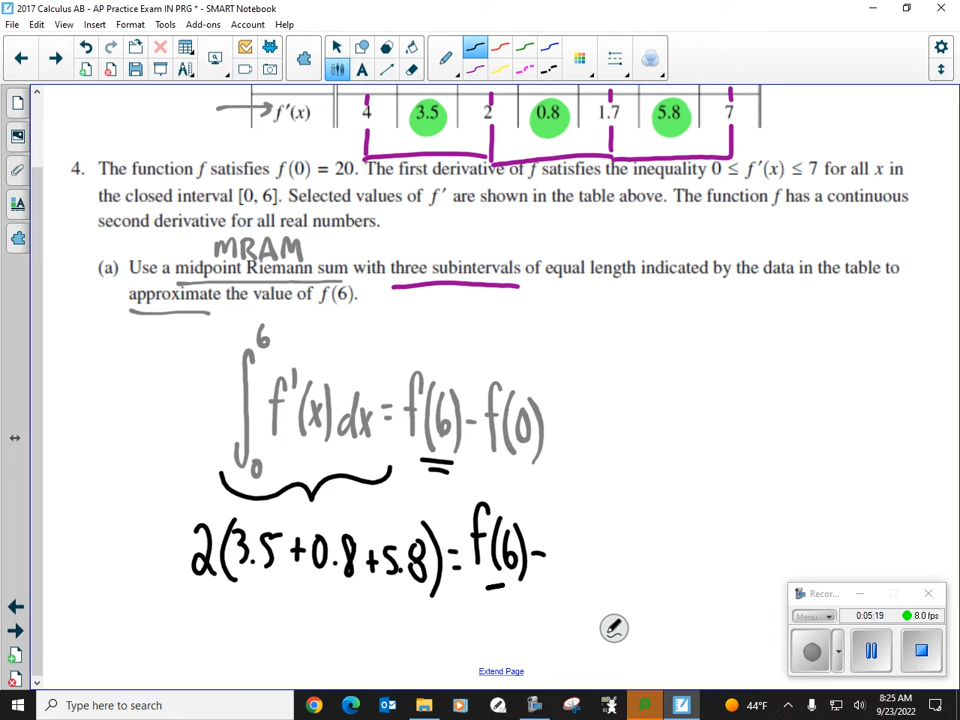 2017 Calculus AB - AP Practice Exam IN PRG * - SMART Notebook
File Edit View Insert Format Tools Add-ons Account Help
f′(x) 4 3.5 2 0.8 1.7 5.8 7
4. The function f satisfies f(0) = 20. The first derivative of f satisfies the inequality 0 ≤ f′(x) ≤ 7 for all x in
the closed interval [0, 6]. Selected values of f′ are shown in the table above. The function f has a continuous
second derivative for all real numbers.
MRAM
(a) Use a midpoint Riemann sum with three subintervals of equal length indicated by the data in the table to
approximate the value of f(6).
∫₀⁶ f′(x) dx = f(6) - f(0)
2(3.5 + 0.8 + 5.8) = f(6) -
Recor...
Menu
0:05:19 8.0 fps
Extend Page
Type here to search
44°F
8:25 AM
9/23/2022